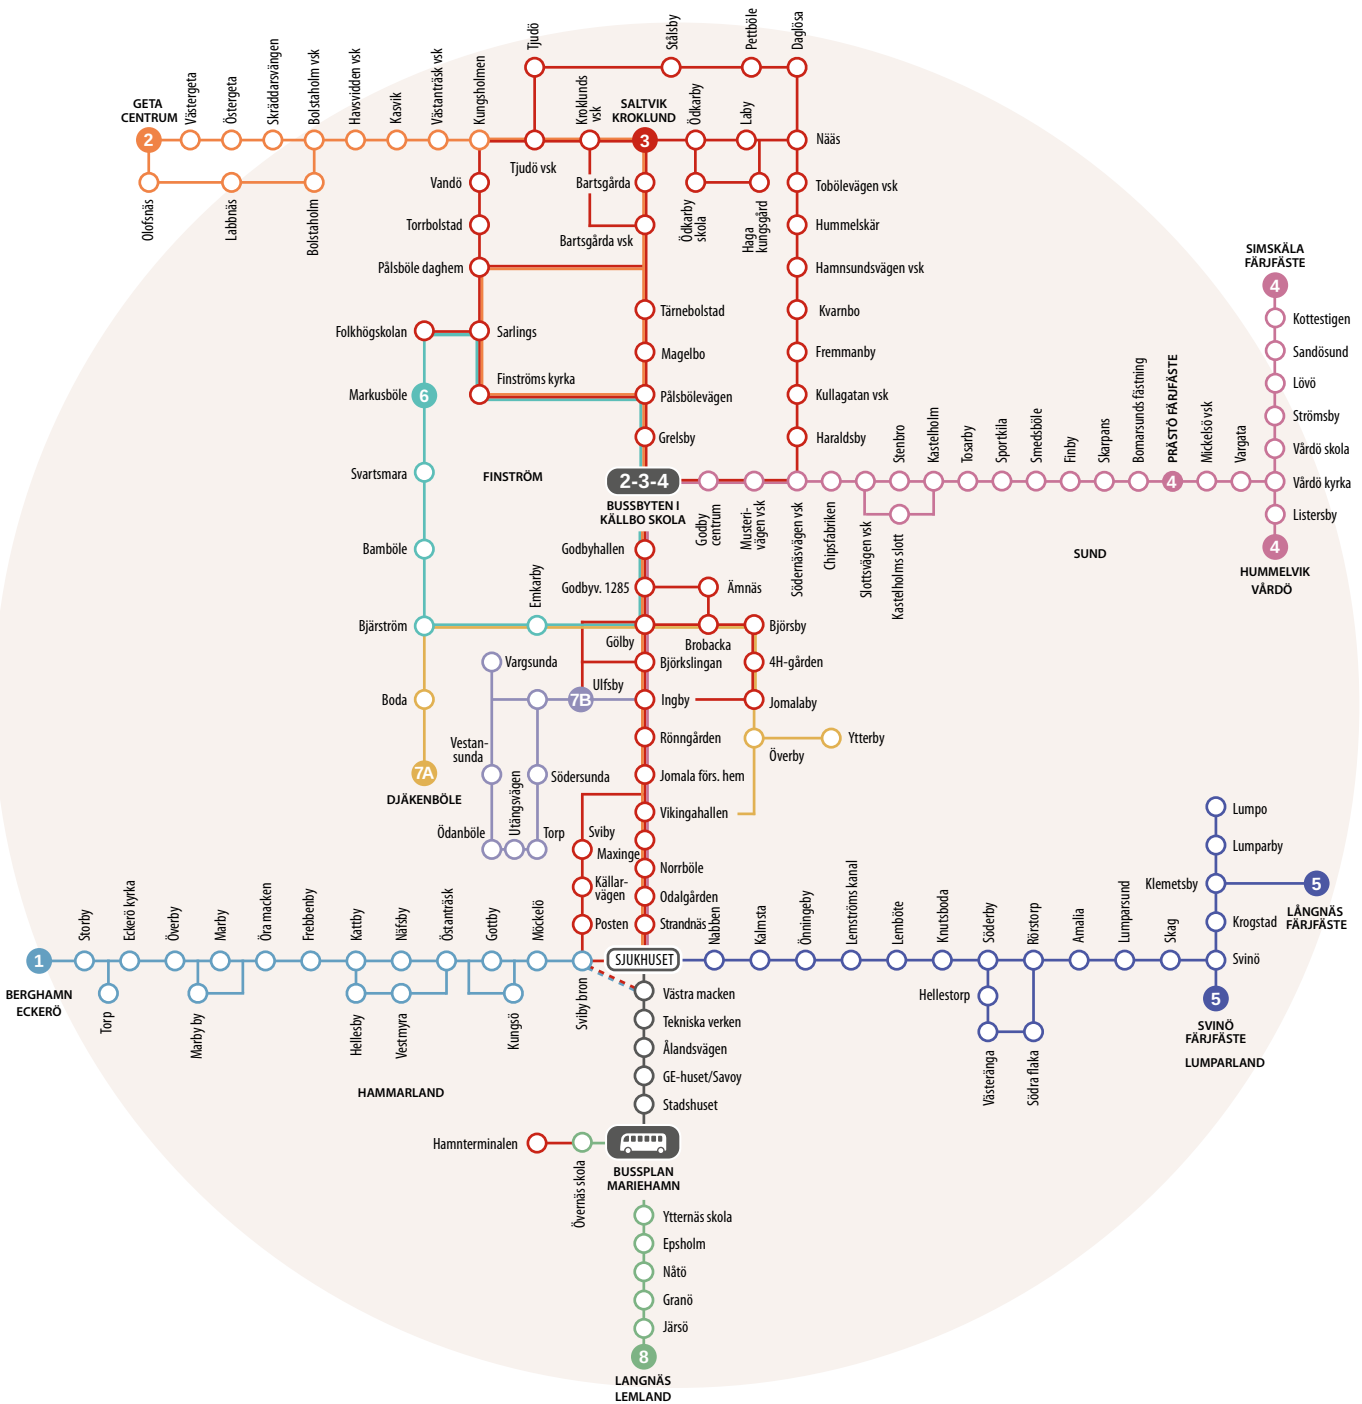 Tjudö
Stålsby
Pettböle
Daglösa
GETA
CENTRUM
2
Västergeta
Östergeta
Skräddarsvängen
Bolstaholm vsk
Havsvidden vsk
Kasvik
Västanträsk vsk
Kungsholmen
Tjudö vsk
Kroklunds
vsk
SALTVIK
KROKLUND
3
Ödkarby
Laby
Nääs
Olofsnäs
Labbnäs
Bolstaholm
Vandö
Bartsgårda
Tobölevägen vsk
Torrbolstad
Bartsgårda vsk
Ödkarby
skola
Haga
kungsgård
Hummelskär
Pålsböle daghem
Hamnsundsvägen vsk
Tärnebolstad
Kvarnbo
Folkhögskolan
Sarlings
Magelbo
Fremmanby
Finströms kyrka
Markusböle
6
Pålsbölevägen
Kullagatan vsk
Grelsby
Haraldsby
Svartsmara
FINSTRÖM
2-3-4
BUSSBYTEN I
KÄLLBO SKOLA
Godby
centrum
Musteri-
vägen vsk
Södernäsvägen vsk
Chipsfabriken
Slottsvägen vsk
Stenbro
Kastelholms slott
Kastelholm
Tosarby
Sportkila
Smedsböle
Finby
Skarpans
Bomarsunds fästning
PRÄSTÖ FÄRJFÄSTE
4
Mickelsö vsk
Vargata
SIMSKÄLA
FÄRJFÄSTE
4
Kottestigen
Sandösund
Lövö
Strömsby
Vårdö skola
Vårdö kyrka
Listersby
4
HUMMELVIK
VÅRDÖ
SUND
Bamböle
Godbyhallen
Godbyv. 1285
Ämnäs
Emkarby
Bjärström
Gölby
Brobacka
Björsby
Vargsunda
Björkslingan
4H-gården
Ulfsby
7B
Boda
Ingby
Jomalaby
Vestan-
sunda
Rönngården
Överby
Ytterby
7A
DJÄKENBÖLE
Södersunda
Jomala förs. hem
Utängsvägen
Vikingahallen
Ödanböle
Torp
Sviby
Maxinge
Norrböle
Källar-
vägen
Odalgården
Posten
Strandnäs
Lumpo
Lumparby
Klemetsby
5
LÅNGNÄS
FÄRJFÄSTE
Krogstad
Svinö
5
SVINÖ
FÄRJFÄSTE
LUMPARLAND
1
BERGHAMN
ECKERÖ
Storby
Torp
Eckerö kyrka
Överby
Marby by
Marby
Öra macken
Frebbenby
Kattby
Hellesby
Näfsby
Vestmyra
Östanträsk
Gottby
Kungsö
Möckelö
Sviby bron
SJUKHUSET
Nabben
Kalmsta
Önningeby
Lemströms kanal
Lemböte
Knutsboda
Söderby
Rörstorp
Amalia
Lumparsund
Skag
Hellestorp
Västeränga
Södra flaka
HAMMARLAND
Västra macken
Tekniska verken
Ålandsvägen
GE-huset/Savoy
Stadshuset
Hamnterminalen
Övernäs skola
BUSSPLAN
MARIEHAMN
Ytternäs skola
Epsholm
Nåtö
Granö
Järsö
8
LANGNÄS
LEMLAND